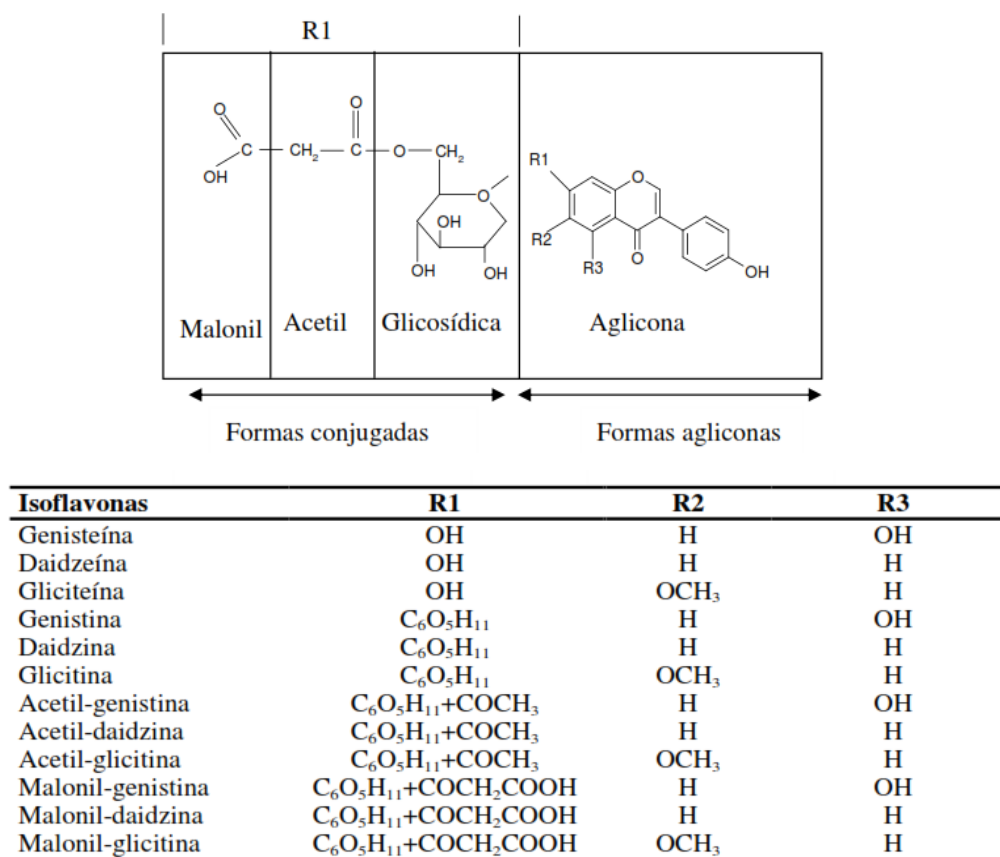 R1
O
O
C
CH₂
C
O
CH₂
OH
O
OH
OH
OH
OH
R1
O
R2
R3
O
OH
Malonil Acetil Glicosídica Aglicona
Formas conjugadas Formas agliconas
Isoflavonas R1 R2 R3
Genisteína OH H OH
Daidzeína OH H H
Gliciteína OH OCH₃ H
Genistina C₆O₅H₁₁ H OH
Daidzina C₆O₅H₁₁ H H
Glicitina C₆O₅H₁₁ OCH₃ H
Acetil-genistina C₆O₅H₁₁+COCH₃ H OH
Acetil-daidzina C₆O₅H₁₁+COCH₃ H H
Acetil-glicitina C₆O₅H₁₁+COCH₃ OCH₃ H
Malonil-genistina C₆O₅H₁₁+COCH₂COOH H OH
Malonil-daidzina C₆O₅H₁₁+COCH₂COOH H H
Malonil-glicitina C₆O₅H₁₁+COCH₂COOH OCH₃ H